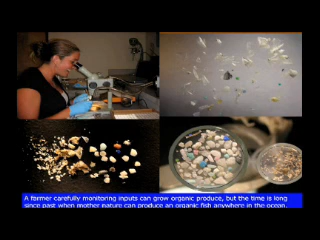 A farmer carefully monitoring inputs can grow organic produce, but the time is long
since past when mother nature can produce an organic fish anywhere in the ocean.